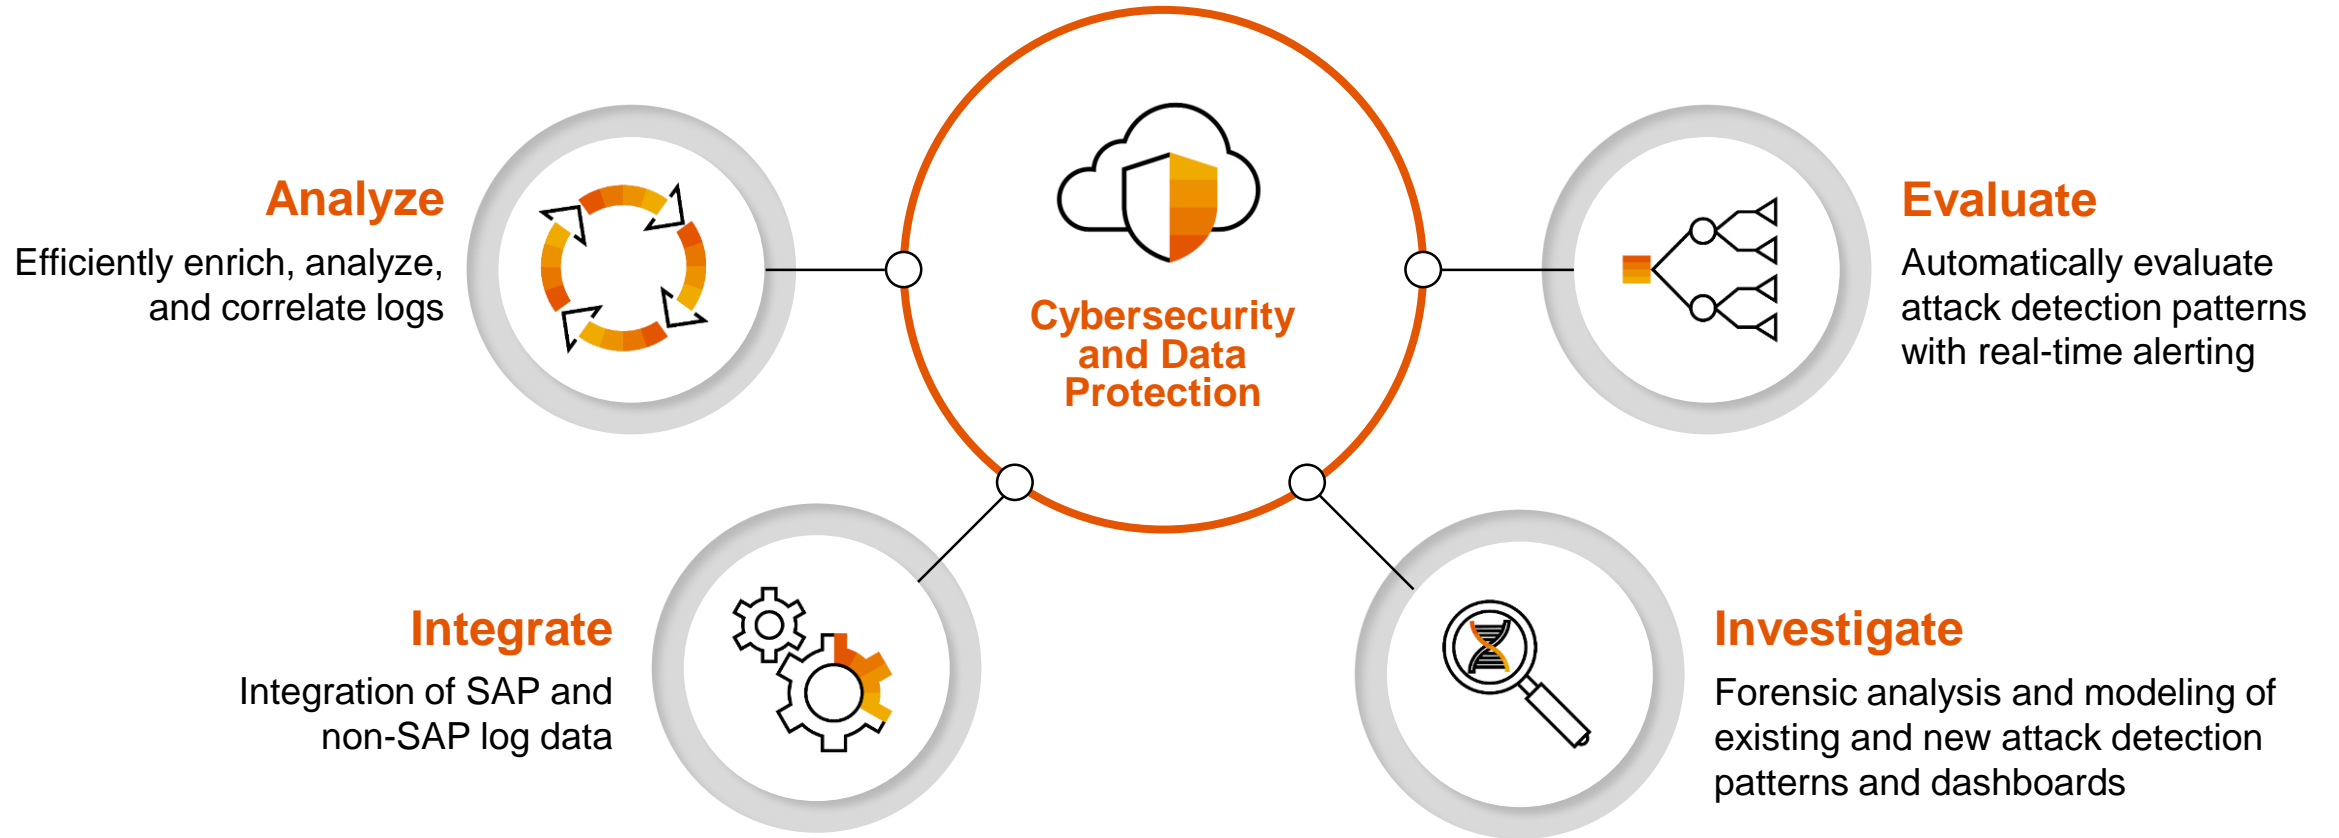 Analyze
Efficiently enrich, analyze,
and correlate logs
Cybersecurity
and Data
Protection
Evaluate
Automatically evaluate
attack detection patterns
with real-time alerting
Integrate
Integration of SAP and
non-SAP log data
Investigate
Forensic analysis and modeling of
existing and new attack detection
patterns and dashboards